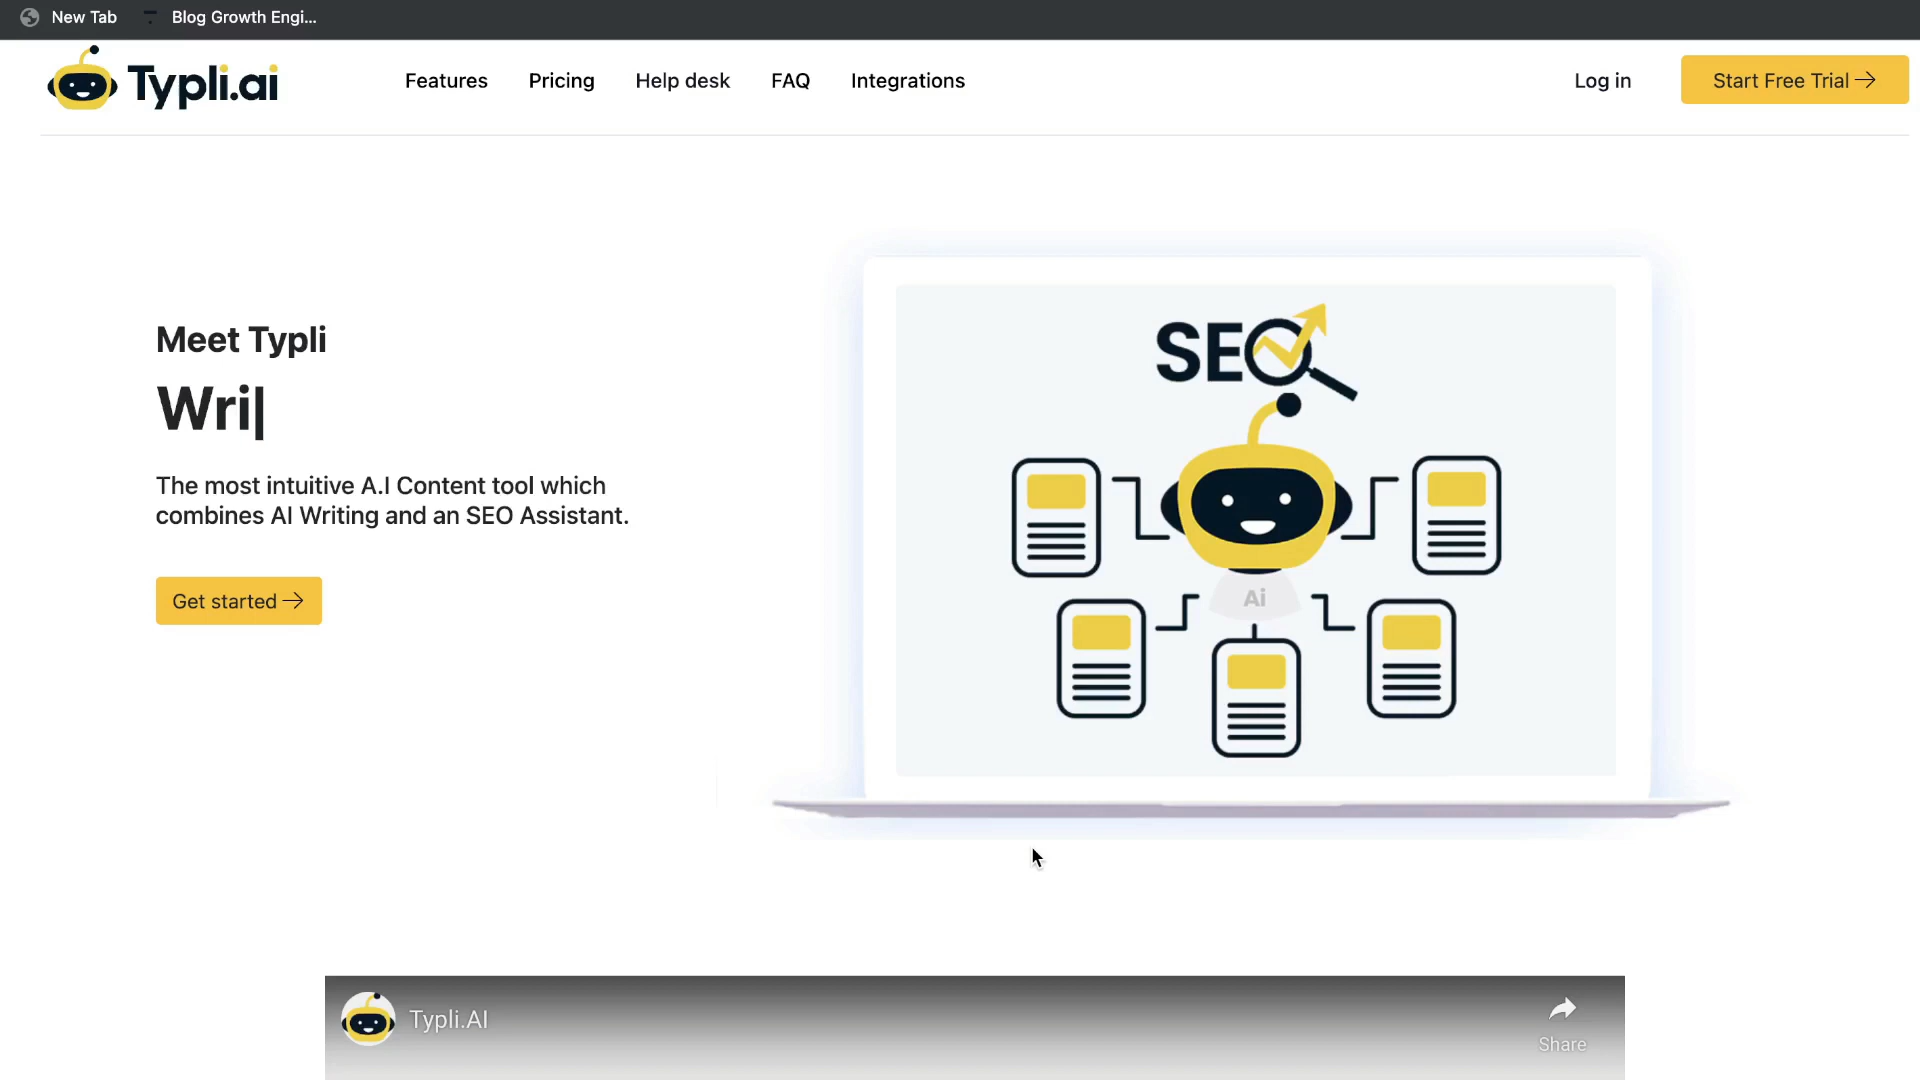 New Tab
Blog Growth Engi...
Typli.ai
Features
Pricing
Help desk
FAQ
Integrations
Log in
Start Free Trial
Meet Typli
Wri
The most intuitive A.I Content tool which
combines AI Writing and an SEO Assistant.
Get started
SEO
Ai
Typli.AI
Share